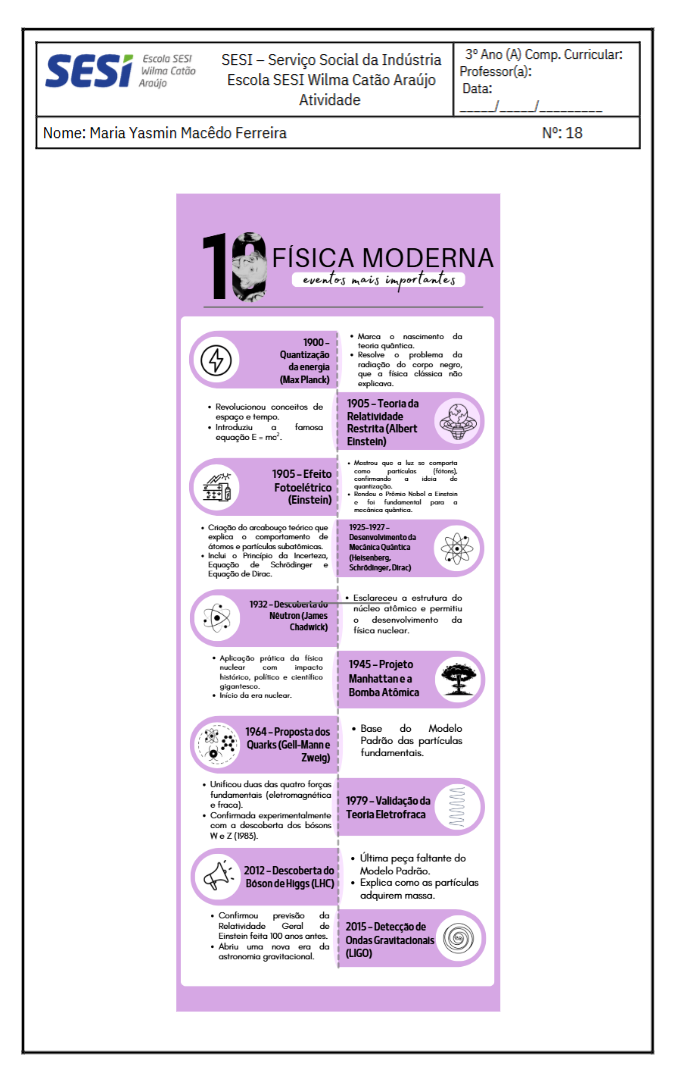 SESI
Escola SESI
Wilma Catão
Araújo
SESI – Serviço Social da Indústria
Escola SESI Wilma Catão Araújo
Atividade
3º Ano (A) Comp. Curricular:
Professor(a):
Data:
_____/_____/_________
Nome: Maria Yasmin Macêdo Ferreira
Nº: 18
10 FÍSICA MODERNA
eventos mais importantes
1900 –
Quantização
da energia
(Max Planck)
• Marca o nascimento da
teoria quântica.
• Resolve o problema da
radiação do corpo negro,
que a física clássica não
explicava.
• Revolucionou conceitos de
espaço e tempo.
• Introduziu a famosa
equação E = mc².
1905 – Teoria da
Relatividade
Restrita (Albert
Einstein)
1905 – Efeito
Fotoelétrico
(Einstein)
• Mostrou que a luz se comporta
como partículas (fótons),
confirmando a ideia de
quantização.
• Rendeu o Prêmio Nobel a Einstein
e foi fundamental para a
mecânica quântica.
• Criação do arcabouço teórico que
explica o comportamento de
átomos e partículas subatômicas.
• Inclui o Princípio da Incerteza,
Equação de Schrödinger e
Equação de Dirac.
1925–1927 –
Desenvolvimento da
Mecânica Quântica
(Heisenberg,
Schrödinger, Dirac)
1932 – Descoberta do
Nêutron (James
Chadwick)
• Esclareceu a estrutura do
núcleo atômico e permitiu
o desenvolvimento da
física nuclear.
• Aplicação prática da física
nuclear com impacto
histórico, político e científico
gigantesco.
• Início da era nuclear.
1945 – Projeto
Manhattan e a
Bomba Atômica
1964 – Proposta dos
Quarks (Gell-Mann e
Zweig)
• Base do Modelo
Padrão das partículas
fundamentais.
• Unificou duas das quatro forças
fundamentais (eletromagnética
e fraca).
• Confirmada experimentalmente
com a descoberta dos bósons
W e Z (1983).
1979 – Validação da
Teoria Eletrofraca
2012 – Descoberta do
Bóson de Higgs (LHC)
• Última peça faltante do
Modelo Padrão.
• Explica como as partículas
adquirem massa.
• Confirmou previsão da
Relatividade Geral de
Einstein feita 100 anos antes.
• Abriu uma nova era da
astronomia gravitacional.
2015 – Detecção de
Ondas Gravitacionais
(LIGO)